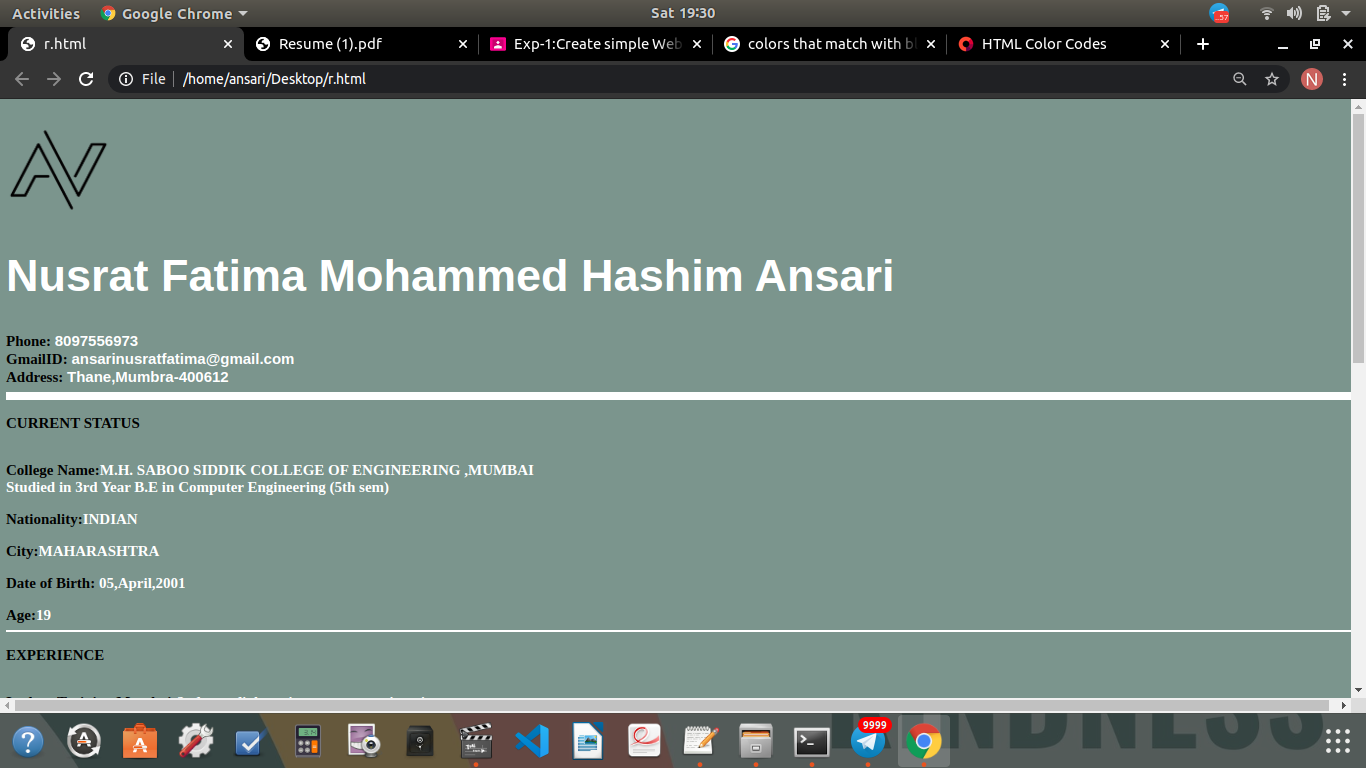 Activities Google Chrome Sat 19:30 57
r.html Resume (1).pdf Exp-1:Create simple Web colors that match with bl HTML Color Codes
File /home/ansari/Desktop/r.html N
AV
Nusrat Fatima Mohammed Hashim Ansari
Phone: 8097556973
GmailID: ansarinusratfatima@gmail.com
Address: Thane,Mumbra-400612
CURRENT STATUS
College Name:M.H. SABOO SIDDIK COLLEGE OF ENGINEERING ,MUMBAI
Studied in 3rd Year B.E in Computer Engineering (5th sem)
Nationality:INDIAN
City:MAHARASHTRA
Date of Birth: 05,April,2001
Age:19
EXPERIENCE
9999